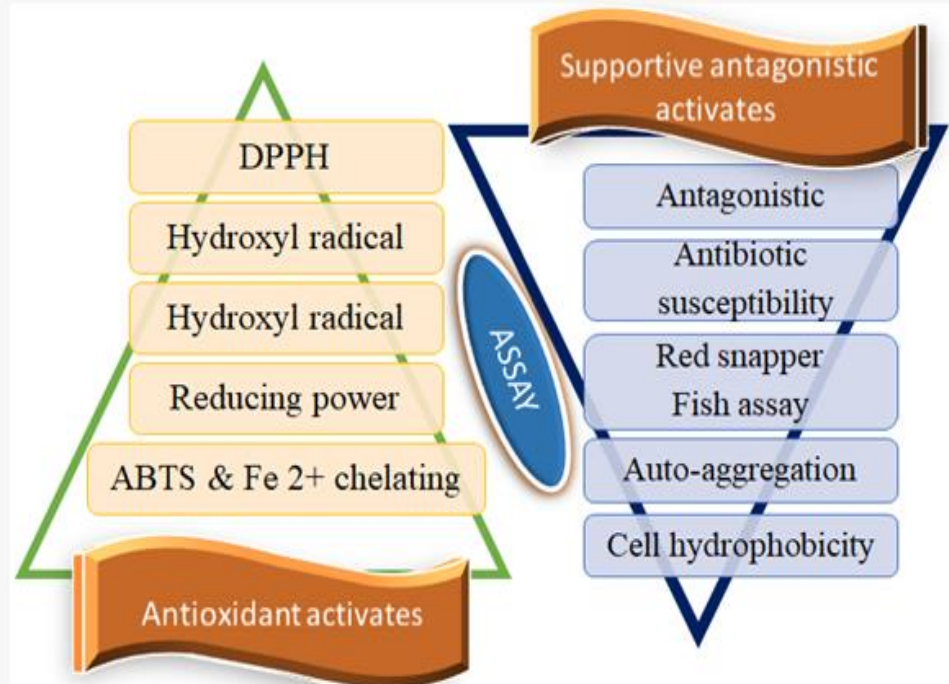 DPPH
Hydroxyl radical
Hydroxyl radical
Reducing power
ABTS & Fe 2+ chelating
Antioxidant activates
ASSAY
Supportive antagonistic
activates
Antagonistic
Antibiotic
susceptibility
Red snapper
Fish assay
Auto-aggregation
Cell hydrophobicity